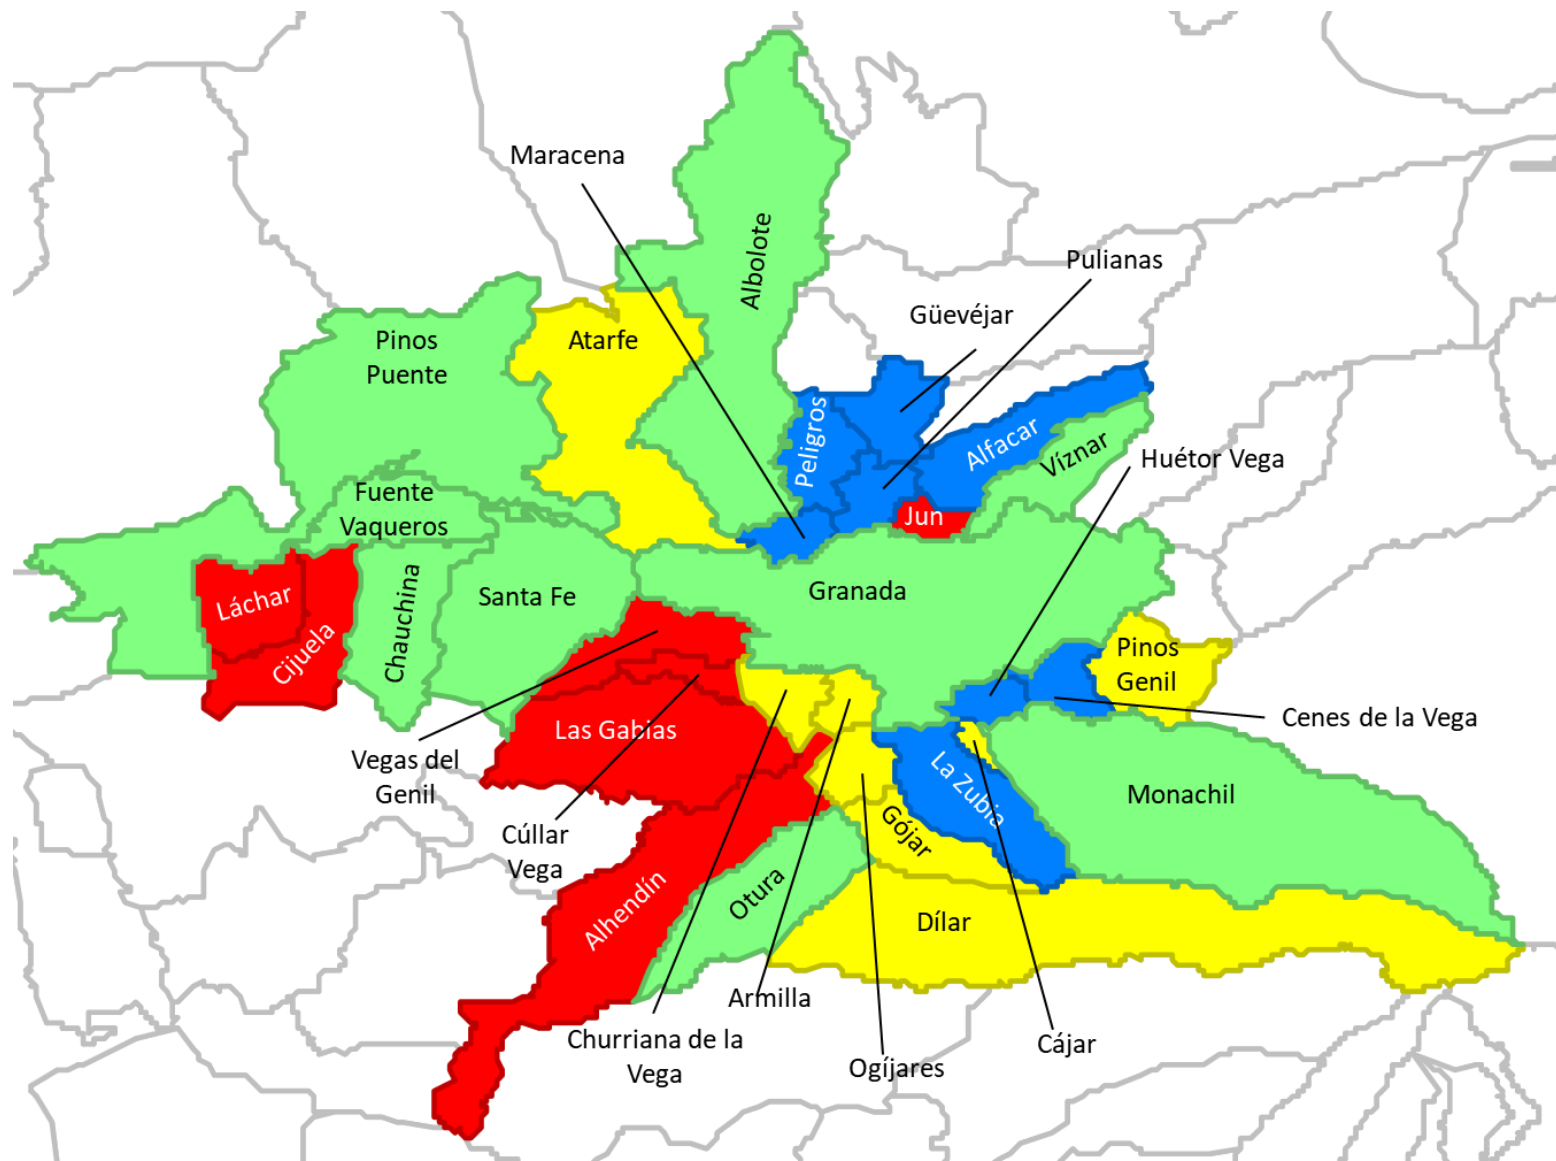 Maracena
Albolote
Pulianas
Güevéjar
Pinos
Puente
Atarfe
Peligros
Alfacar
Víznar
Huétor Vega
Fuente
Vaqueros
Jun
Láchar
Cijuela
Chauchina
Santa Fe
Granada
Pinos
Genil
Cenes de la Vega
Las Gabias
Vegas del
Genil
La Zubia
Monachil
Cúllar
Vega
Gójar
Otura
Alhendín
Dílar
Armilla
Churriana de la
Vega
Ogíjares
Cájar